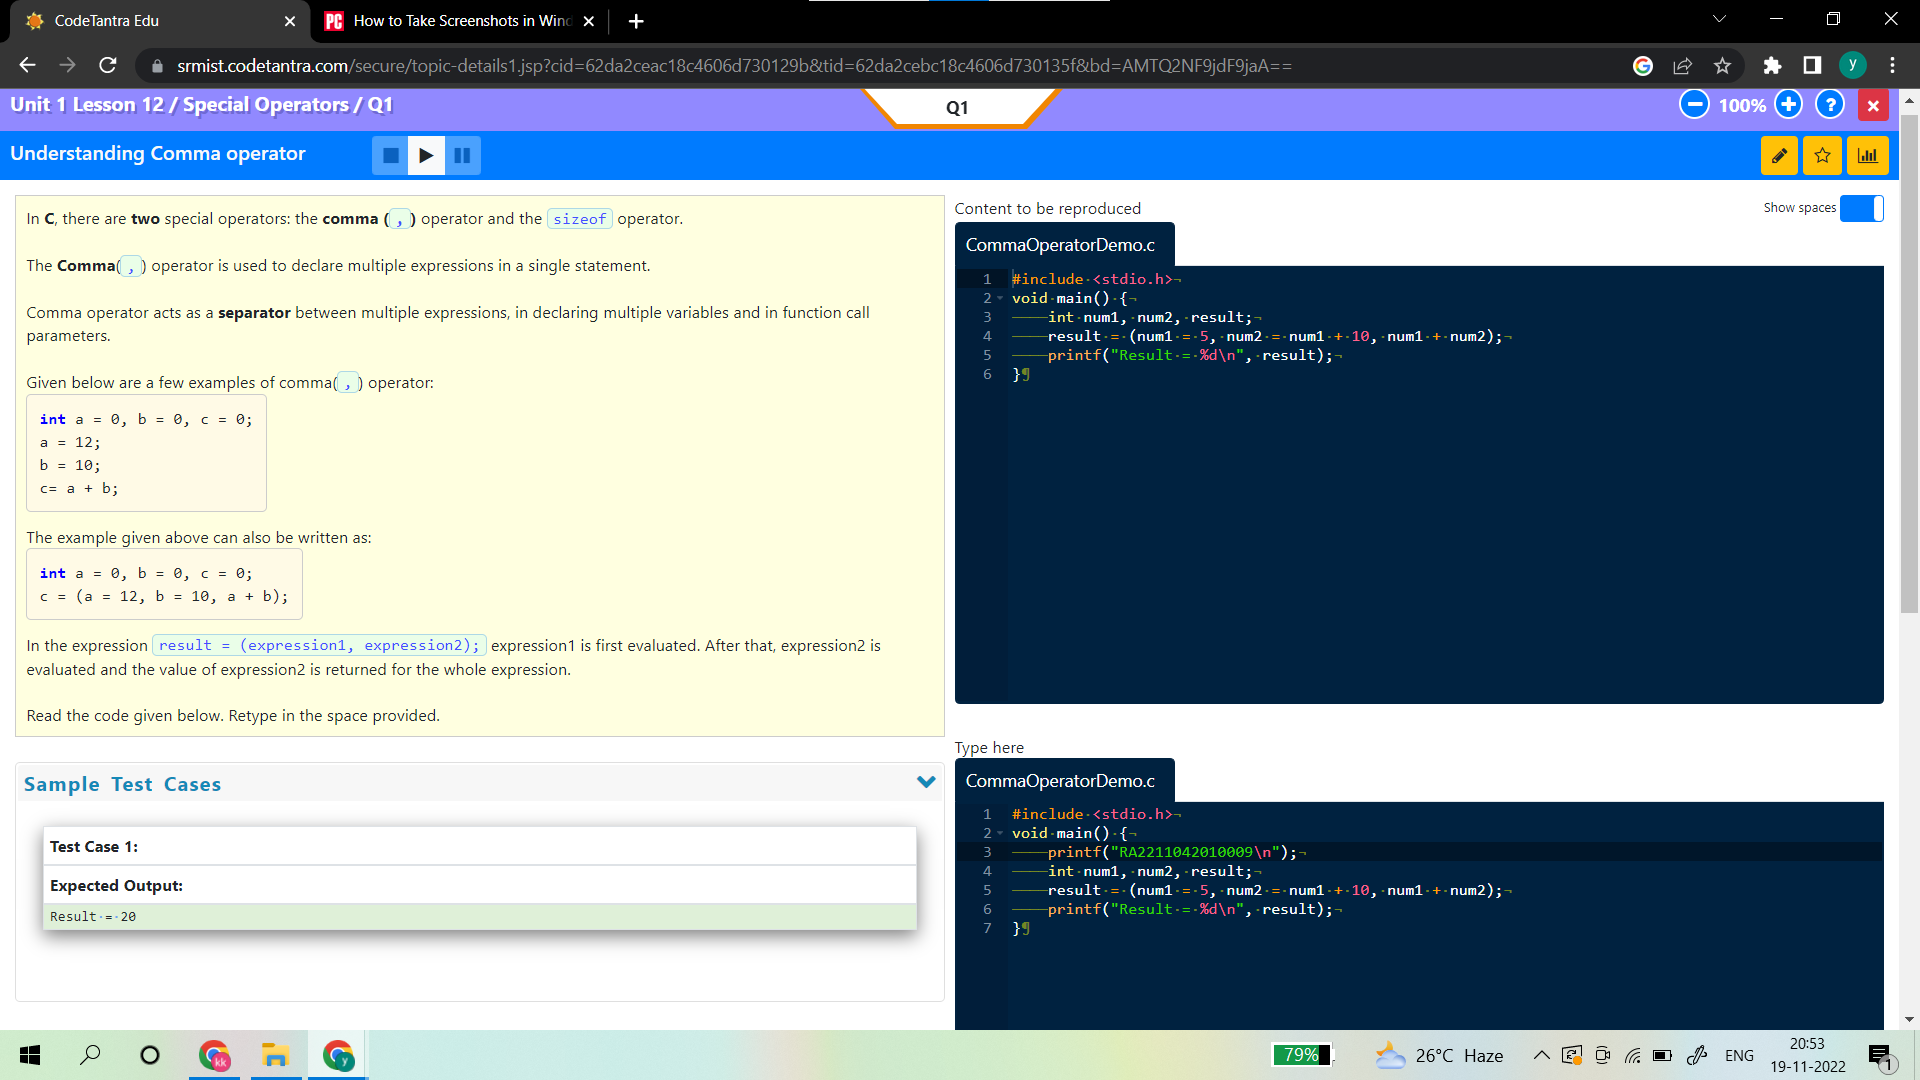 CodeTantra Edu
How to Take Screenshots in Wind
srmist.codetantra.com/secure/topic-details1.jsp?cid=62da2ceac18c4606d730129b&tid=62da2cebc18c4606d730135f&bd=AMTQ2NF9jdF9jaA==
Unit 1 Lesson 12 / Special Operators / Q1
Q1
100%
Understanding Comma operator
In C, there are two special operators: the comma ( , ) operator and the sizeof operator.
The Comma( , ) operator is used to declare multiple expressions in a single statement.
Comma operator acts as a separator between multiple expressions, in declaring multiple variables and in function call
parameters.
Given below are a few examples of comma( , ) operator:
int a = 0, b = 0, c = 0;
a = 12;
b = 10;
c= a + b;
The example given above can also be written as:
int a = 0, b = 0, c = 0;
c = (a = 12, b = 10, a + b);
In the expression result = (expression1, expression2); expression1 is first evaluated. After that, expression2 is
evaluated and the value of expression2 is returned for the whole expression.
Read the code given below. Retype in the space provided.
Sample Test Cases
Test Case 1:
Expected Output:
Result·=·20
Content to be reproduced
Show spaces
CommaOperatorDemo.c
1 #include·<stdio.h>¬
2 void·main()·{¬
3 ————int·num1,·num2,·result;¬
4 ————result·=·(num1·=·5,·num2·=·num1·+·10,·num1·+·num2);¬
5 ————printf("Result·=·%d\n",·result);¬
6 }¶
Type here
CommaOperatorDemo.c
1 #include·<stdio.h>¬
2 void·main()·{¬
3 ————printf("RA2211042010009\n");¬
4 ————int·num1,·num2,·result;¬
5 ————result·=·(num1·=·5,·num2·=·num1·+·10,·num1·+·num2);¬
6 ————printf("Result·=·%d\n",·result);¬
7 }¶
79%
26°C Haze
ENG
20:53
19-11-2022
1